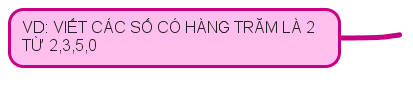 VD: VIẾT CÁC SỐ CÓ HÀNG TRĂM LÀ 2
TỪ 2,3,5,0